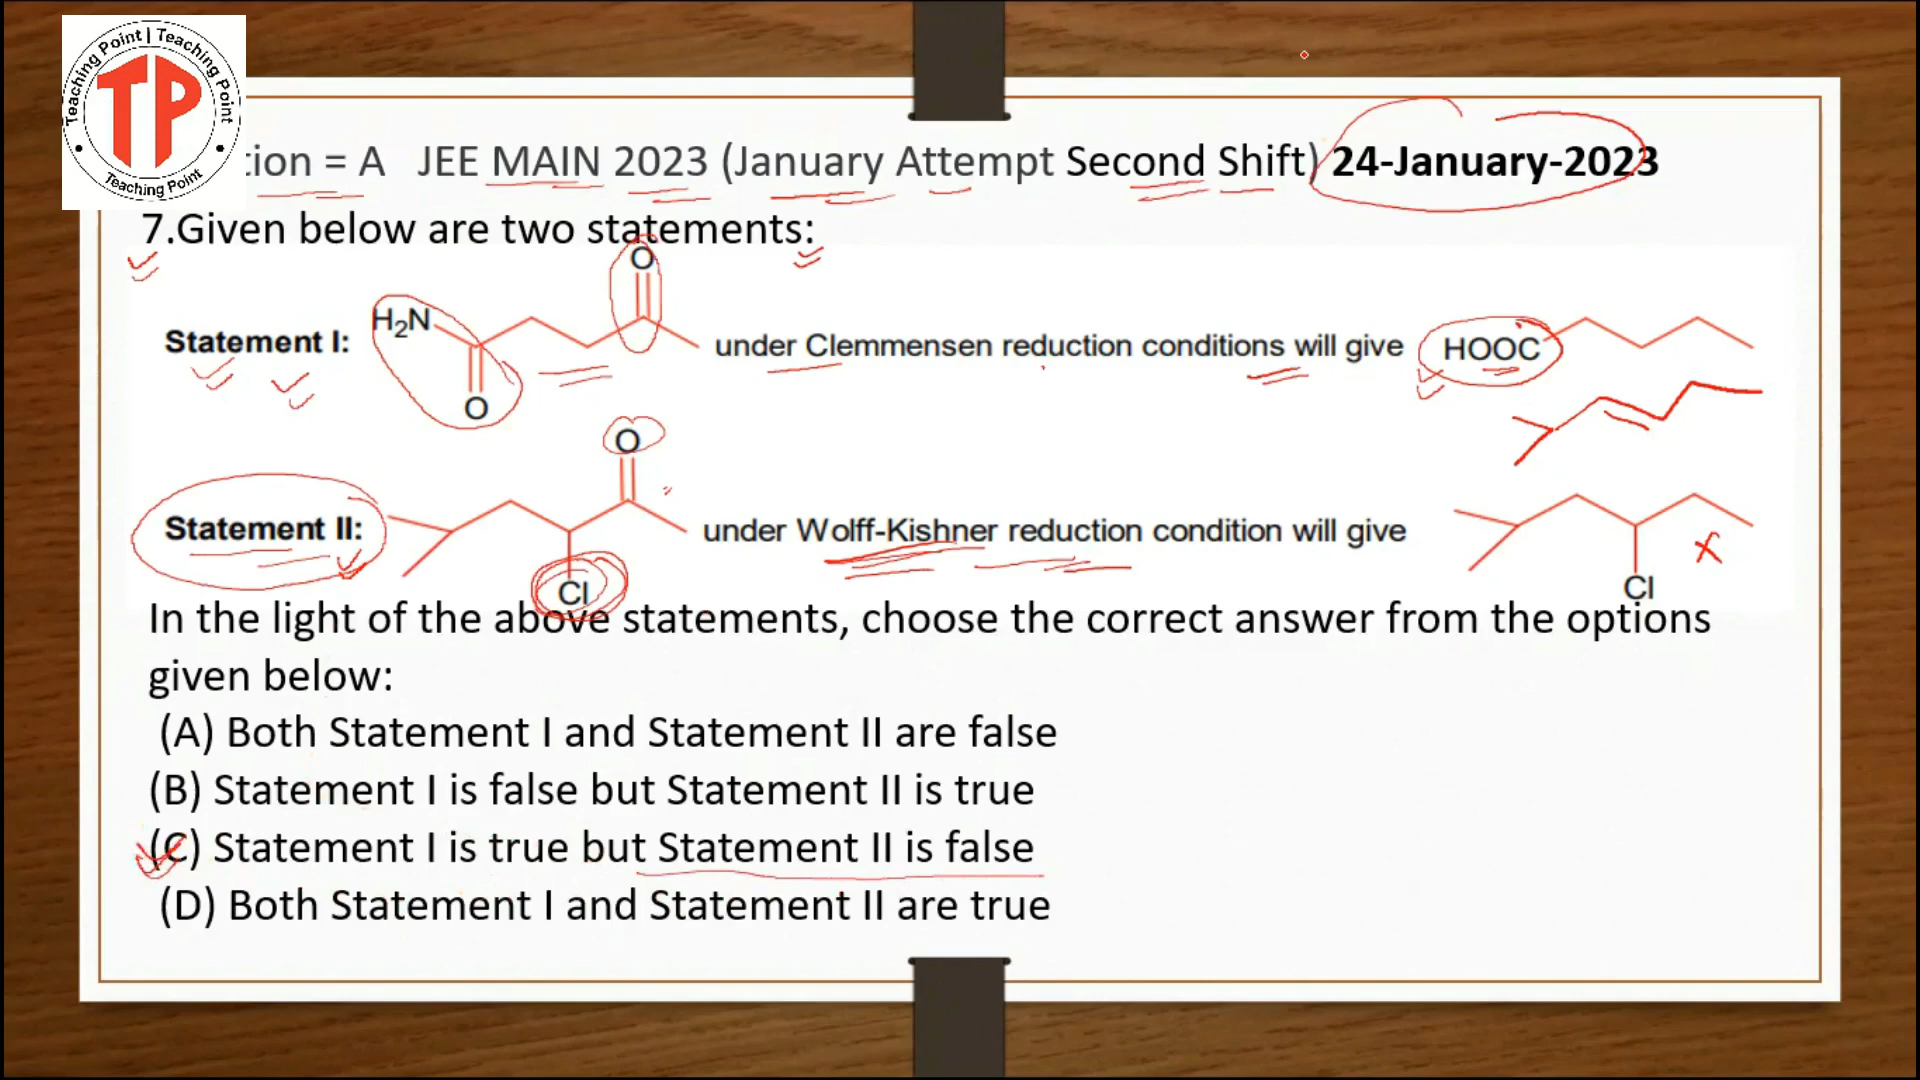 Teaching Point | Teaching Point
TP
Teaching Point
tion = A JEE MAIN 2023 (January Attempt Second Shift) 24-January-2023
7.Given below are two statements:
O
H₂N
Statement I: under Clemmensen reduction conditions will give HOOC
O
O
Statement II: under Wolff-Kishner reduction condition will give
Cl Cl
In the light of the above statements, choose the correct answer from the options
given below:
(A) Both Statement I and Statement II are false
(B) Statement I is false but Statement II is true
(C) Statement I is true but Statement II is false
(D) Both Statement I and Statement II are true